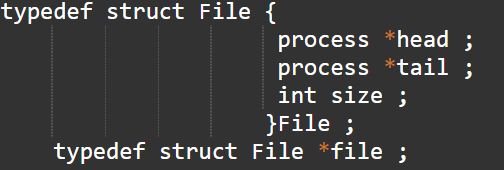 typedef struct File {
process *head ;
process *tail ;
int size ;
}File ;
typedef struct File *file ;